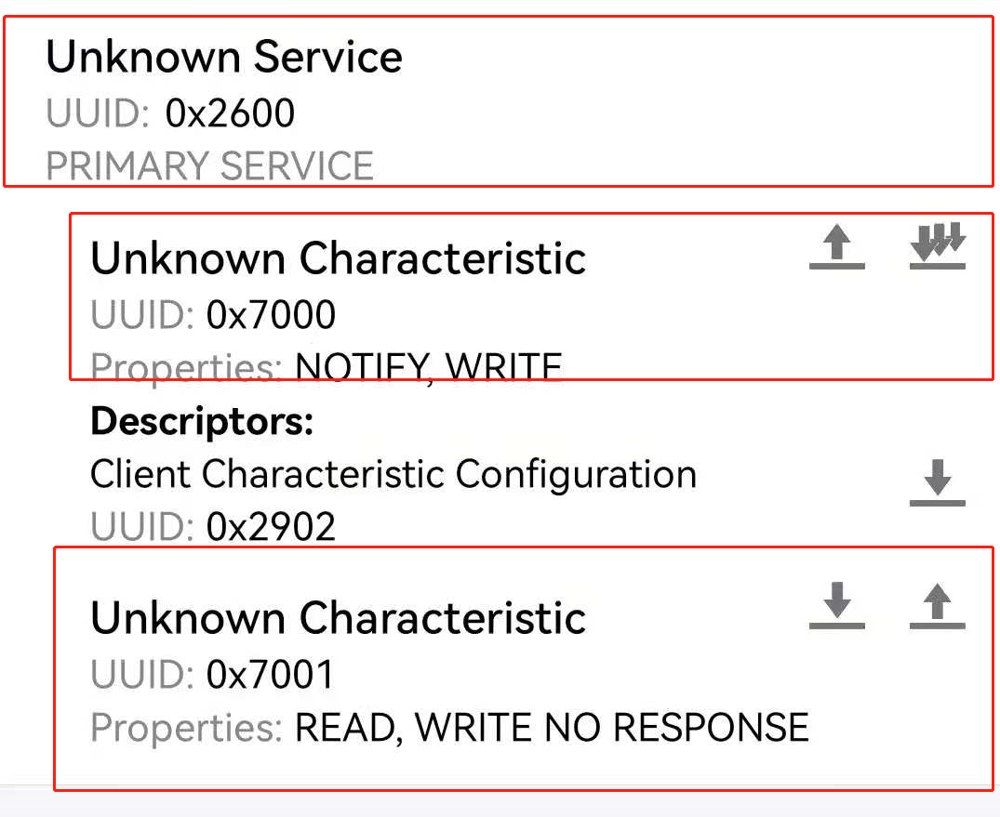 Unknown Service
UUID: 0x2600
PRIMARY SERVICE
Unknown Characteristic
UUID: 0x7000
Properties: NOTIFY, WRITE
Descriptors:
Client Characteristic Configuration
UUID: 0x2902
Unknown Characteristic
UUID: 0x7001
Properties: READ, WRITE NO RESPONSE